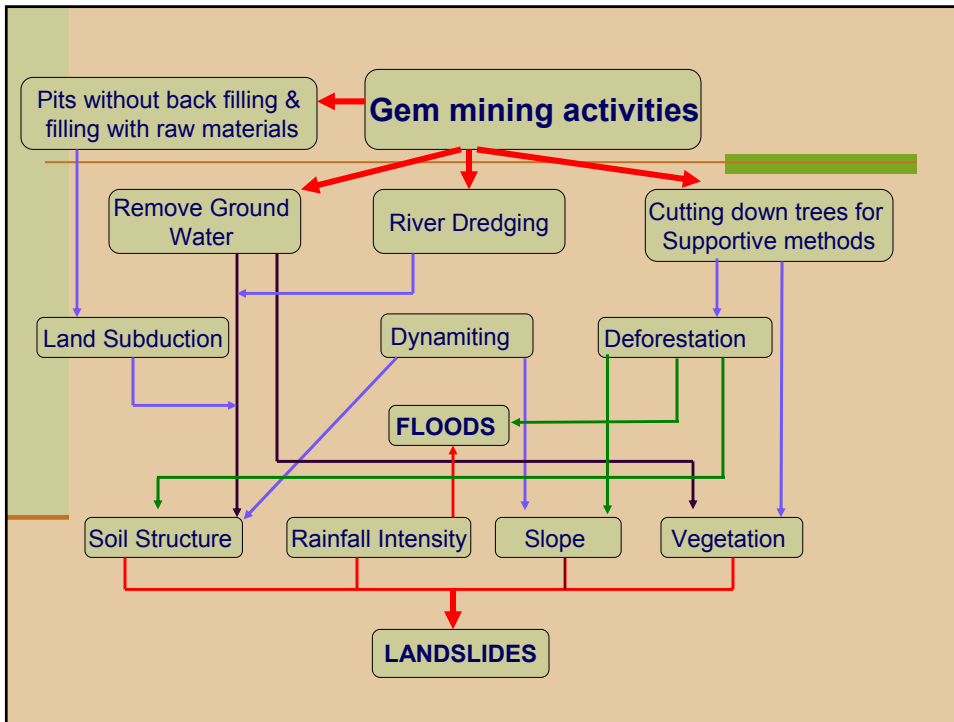 Pits without back filling &
filling with raw materials
Gem mining activities
Remove Ground
Water
River Dredging
Cutting down trees for
Supportive methods
Land Subduction
Dynamiting
Deforestation
FLOODS
Soil Structure
Rainfall Intensity
Slope
Vegetation
LANDSLIDES